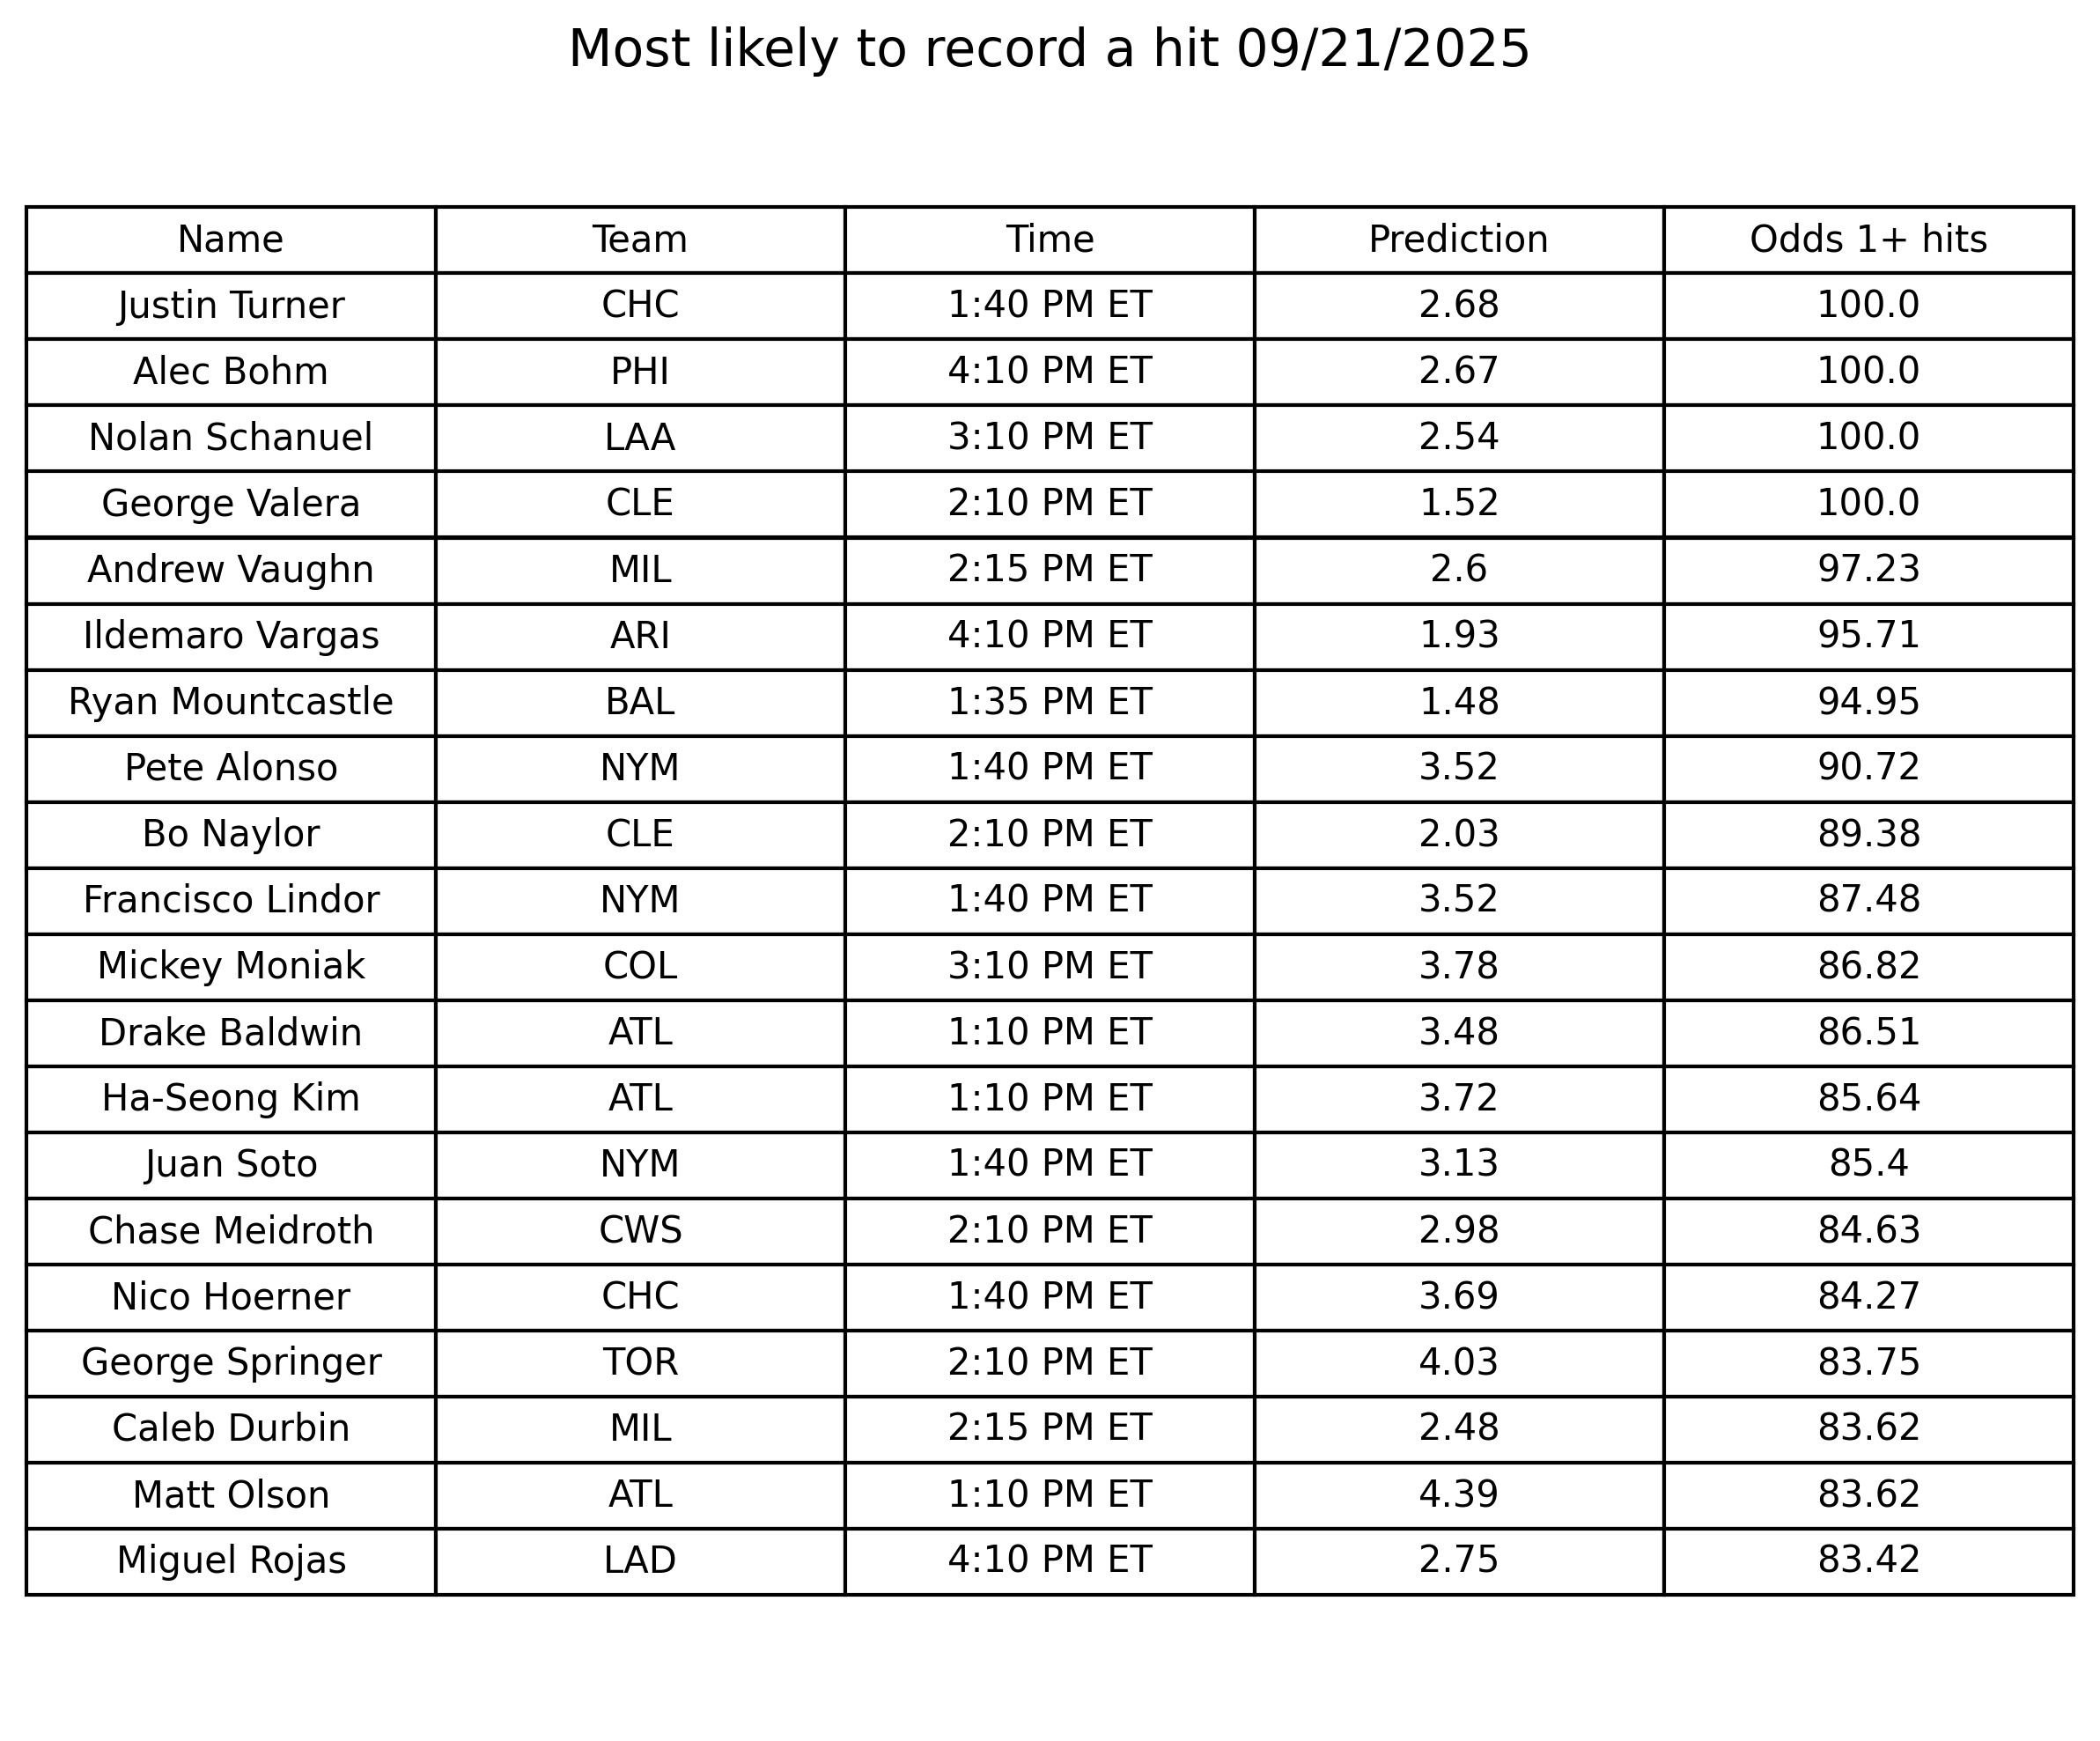 Most likely to record a hit 09/21/2025
Name Team Time Prediction Odds 1+ hits
Justin Turner CHC 1:40 PM ET 2.68 100.0
Alec Bohm PHI 4:10 PM ET 2.67 100.0
Nolan Schanuel LAA 3:10 PM ET 2.54 100.0
George Valera CLE 2:10 PM ET 1.52 100.0
Andrew Vaughn MIL 2:15 PM ET 2.6 97.23
Ildemaro Vargas ARI 4:10 PM ET 1.93 95.71
Ryan Mountcastle BAL 1:35 PM ET 1.48 94.95
Pete Alonso NYM 1:40 PM ET 3.52 90.72
Bo Naylor CLE 2:10 PM ET 2.03 89.38
Francisco Lindor NYM 1:40 PM ET 3.52 87.48
Mickey Moniak COL 3:10 PM ET 3.78 86.82
Drake Baldwin ATL 1:10 PM ET 3.48 86.51
Ha-Seong Kim ATL 1:10 PM ET 3.72 85.64
Juan Soto NYM 1:40 PM ET 3.13 85.4
Chase Meidroth CWS 2:10 PM ET 2.98 84.63
Nico Hoerner CHC 1:40 PM ET 3.69 84.27
George Springer TOR 2:10 PM ET 4.03 83.75
Caleb Durbin MIL 2:15 PM ET 2.48 83.62
Matt Olson ATL 1:10 PM ET 4.39 83.62
Miguel Rojas LAD 4:10 PM ET 2.75 83.42